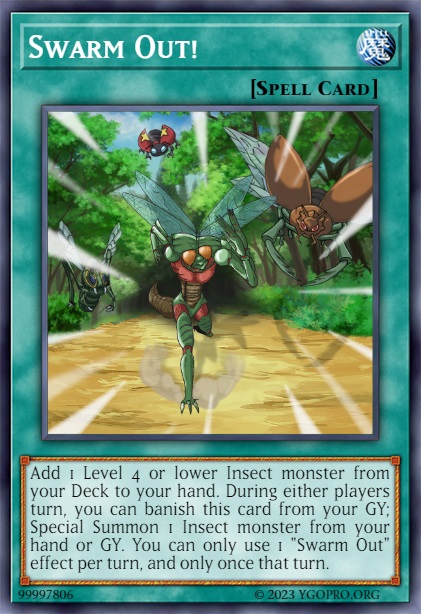 Swarm Out!
魔
[Spell Card]
Add 1 Level 4 or lower Insect monster from
your Deck to your hand. During either players
turn, you can banish this card from your GY;
Special Summon 1 Insect monster from your
hand or GY. You can only use 1 "Swarm Out"
effect per turn, and only once that turn.
99997806
© 2023 YGOPRO.ORG